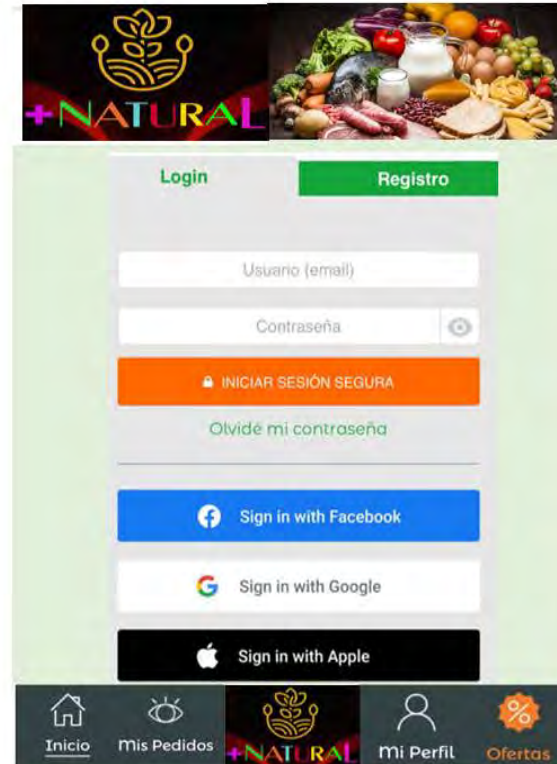 +NATURAL
Login
Registro
Usuario (email)
Contraseña
INICIAR SESIÓN SEGURA
Olvidé mi contraseña
Sign in with Facebook
Sign in with Google
Sign in with Apple
Inicio
Mis Pedidos
+NATURAL
Mi Perfil
Ofertas